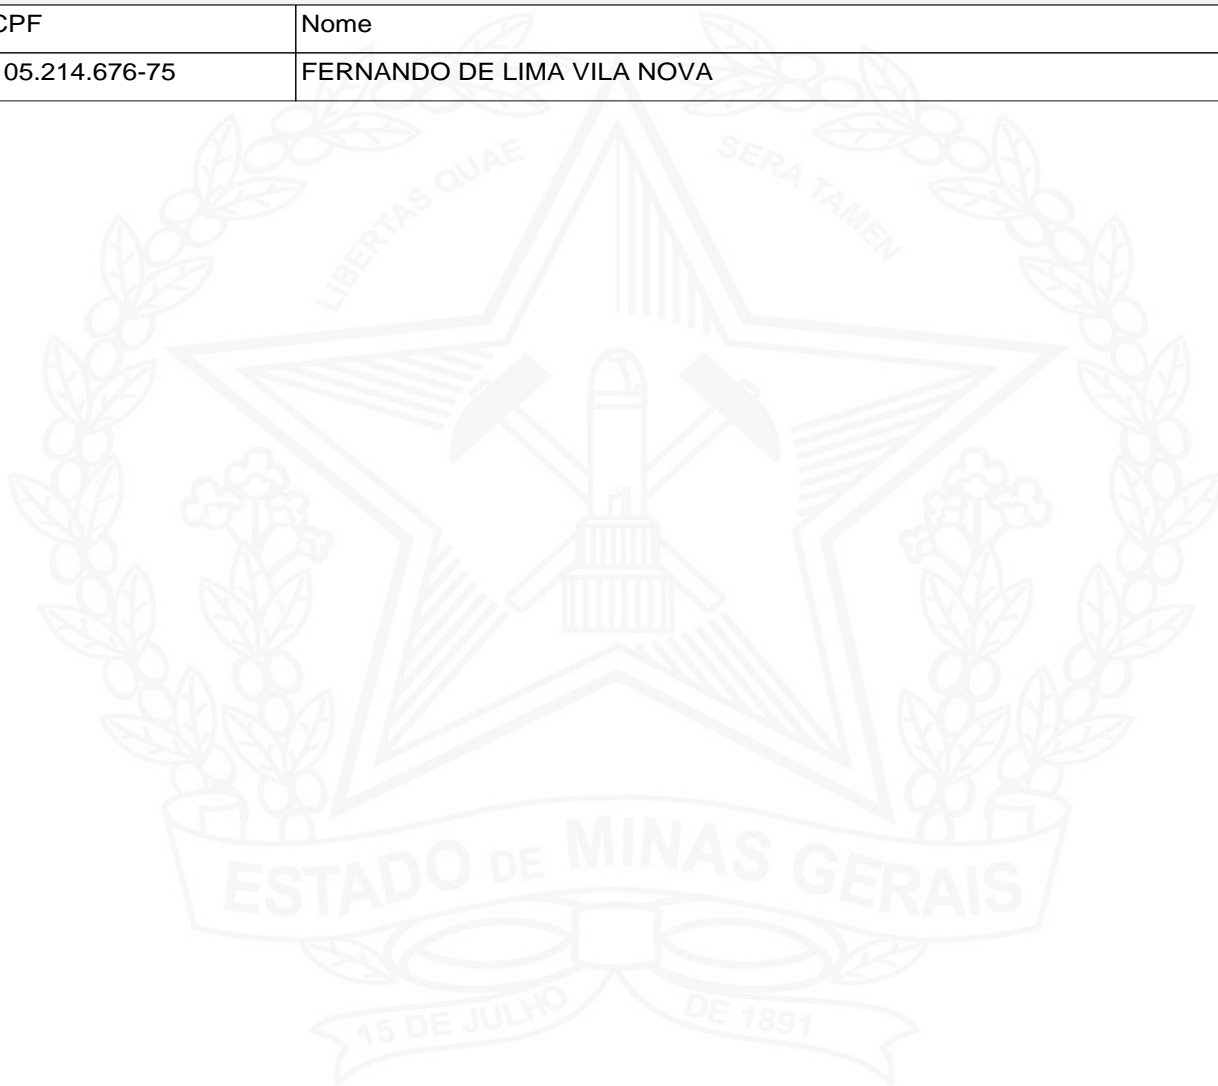 CPF Nome
05.214.676-75 FERNANDO DE LIMA VILA NOVA
LIBERTAS QUAE SERA TAMEN
ESTADO DE MINAS GERAIS
15 DE JULHO DE 1891